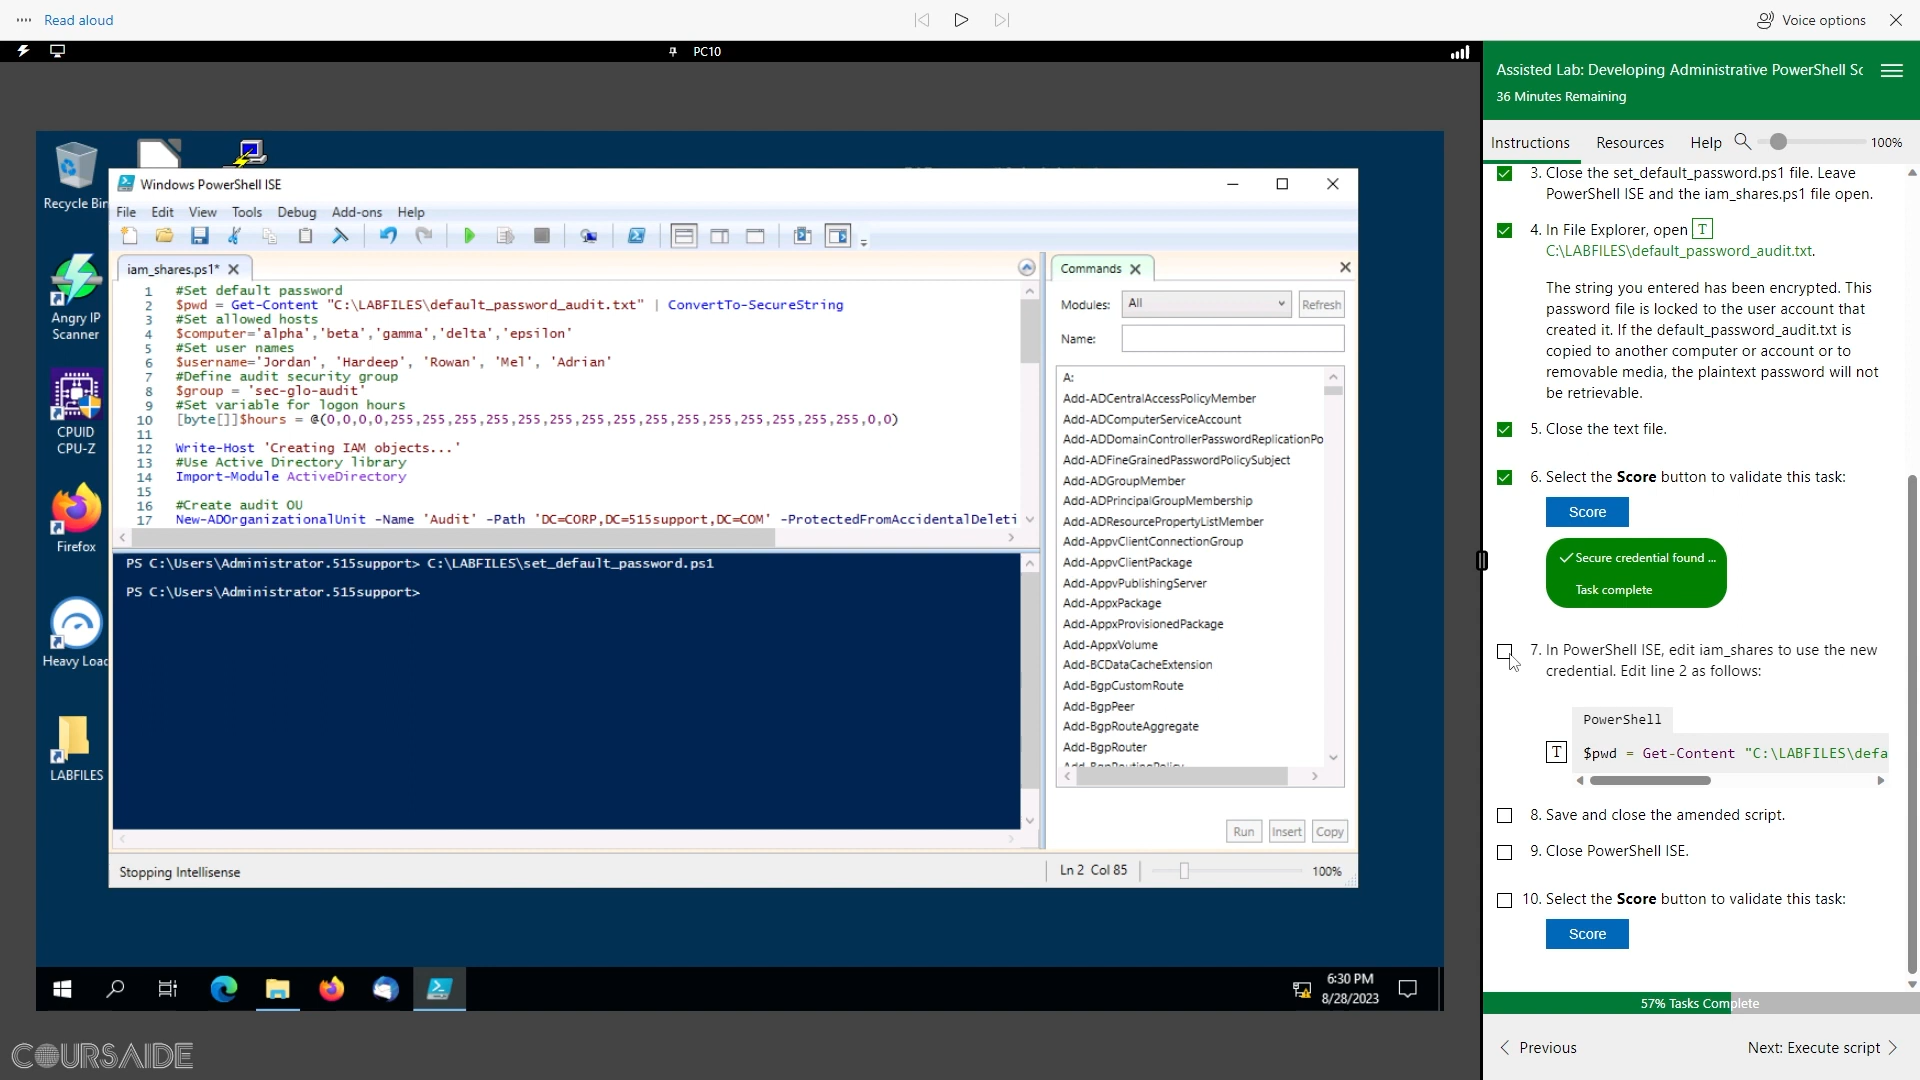 Read aloud
Voice options
PC10
Assisted Lab: Developing Administrative PowerShell Sc
36 Minutes Remaining
Instructions Resources Help 100%
3. Close the set_default_password.ps1 file. Leave
PowerShell ISE and the iam_shares.ps1 file open.
4. In File Explorer, open T
C:\LABFILES\default_password_audit.txt.
The string you entered has been encrypted. This
password file is locked to the user account that
created it. If the default_password_audit.txt is
copied to another computer or account or to
removable media, the plaintext password will not
be retrievable.
5. Close the text file.
6. Select the Score button to validate this task:
Score
Secure credential found ...
Task complete
7. In PowerShell ISE, edit iam_shares to use the new
credential. Edit line 2 as follows:
PowerShell
T $pwd = Get-Content "C:\LABFILES\defa
8. Save and close the amended script.
9. Close PowerShell ISE.
10. Select the Score button to validate this task:
Score
57% Tasks Complete
Previous
Next: Execute script
Recycle Bin
Angry IP
Scanner
CPUID
CPU-Z
Firefox
Heavy Load
LABFILES
Windows PowerShell ISE
File Edit View Tools Debug Add-ons Help
iam_shares.ps1*
1 #Set default password
2 $pwd = Get-Content "C:\LABFILES\default_password_audit.txt" | ConvertTo-SecureString
3 #Set allowed hosts
4 $computer='alpha','beta','gamma','delta','epsilon'
5 #Set user names
6 $username='Jordan', 'Hardeep', 'Rowan', 'Mel', 'Adrian'
7 #Define audit security group
8 $group = 'sec-glo-audit'
9 #Set variable for logon hours
10 [byte[]]$hours = @(0,0,0,0,255,255,255,255,255,255,255,255,255,255,255,255,255,255,255,0,0)
11
12 Write-Host 'Creating IAM objects...'
13 #Use Active Directory library
14 Import-Module ActiveDirectory
15
16 #Create audit OU
17 New-ADOrganizationalUnit -Name 'Audit' -Path 'DC=CORP,DC=515support,DC=COM' -ProtectedFromAccidentalDeleti
PS C:\Users\Administrator.515support> C:\LABFILES\set_default_password.ps1
PS C:\Users\Administrator.515support>
Commands
Modules: All Refresh
Name:
A:
Add-ADCentralAccessPolicyMember
Add-ADComputerServiceAccount
Add-ADDomainControllerPasswordReplicationPo
Add-ADFineGrainedPasswordPolicySubject
Add-ADGroupMember
Add-ADPrincipalGroupMembership
Add-ADResourcePropertyListMember
Add-AppvClientConnectionGroup
Add-AppvClientPackage
Add-AppvPublishingServer
Add-AppxPackage
Add-AppxProvisionedPackage
Add-AppxVolume
Add-BCDataCacheExtension
Add-BgpCustomRoute
Add-BgpPeer
Add-BgpRouteAggregate
Add-BgpRouter
Add-BgpRoutingPolicy
Run Insert Copy
Stopping Intellisense
Ln 2 Col 85
100%
6:30 PM
8/28/2023
COURSAIDE